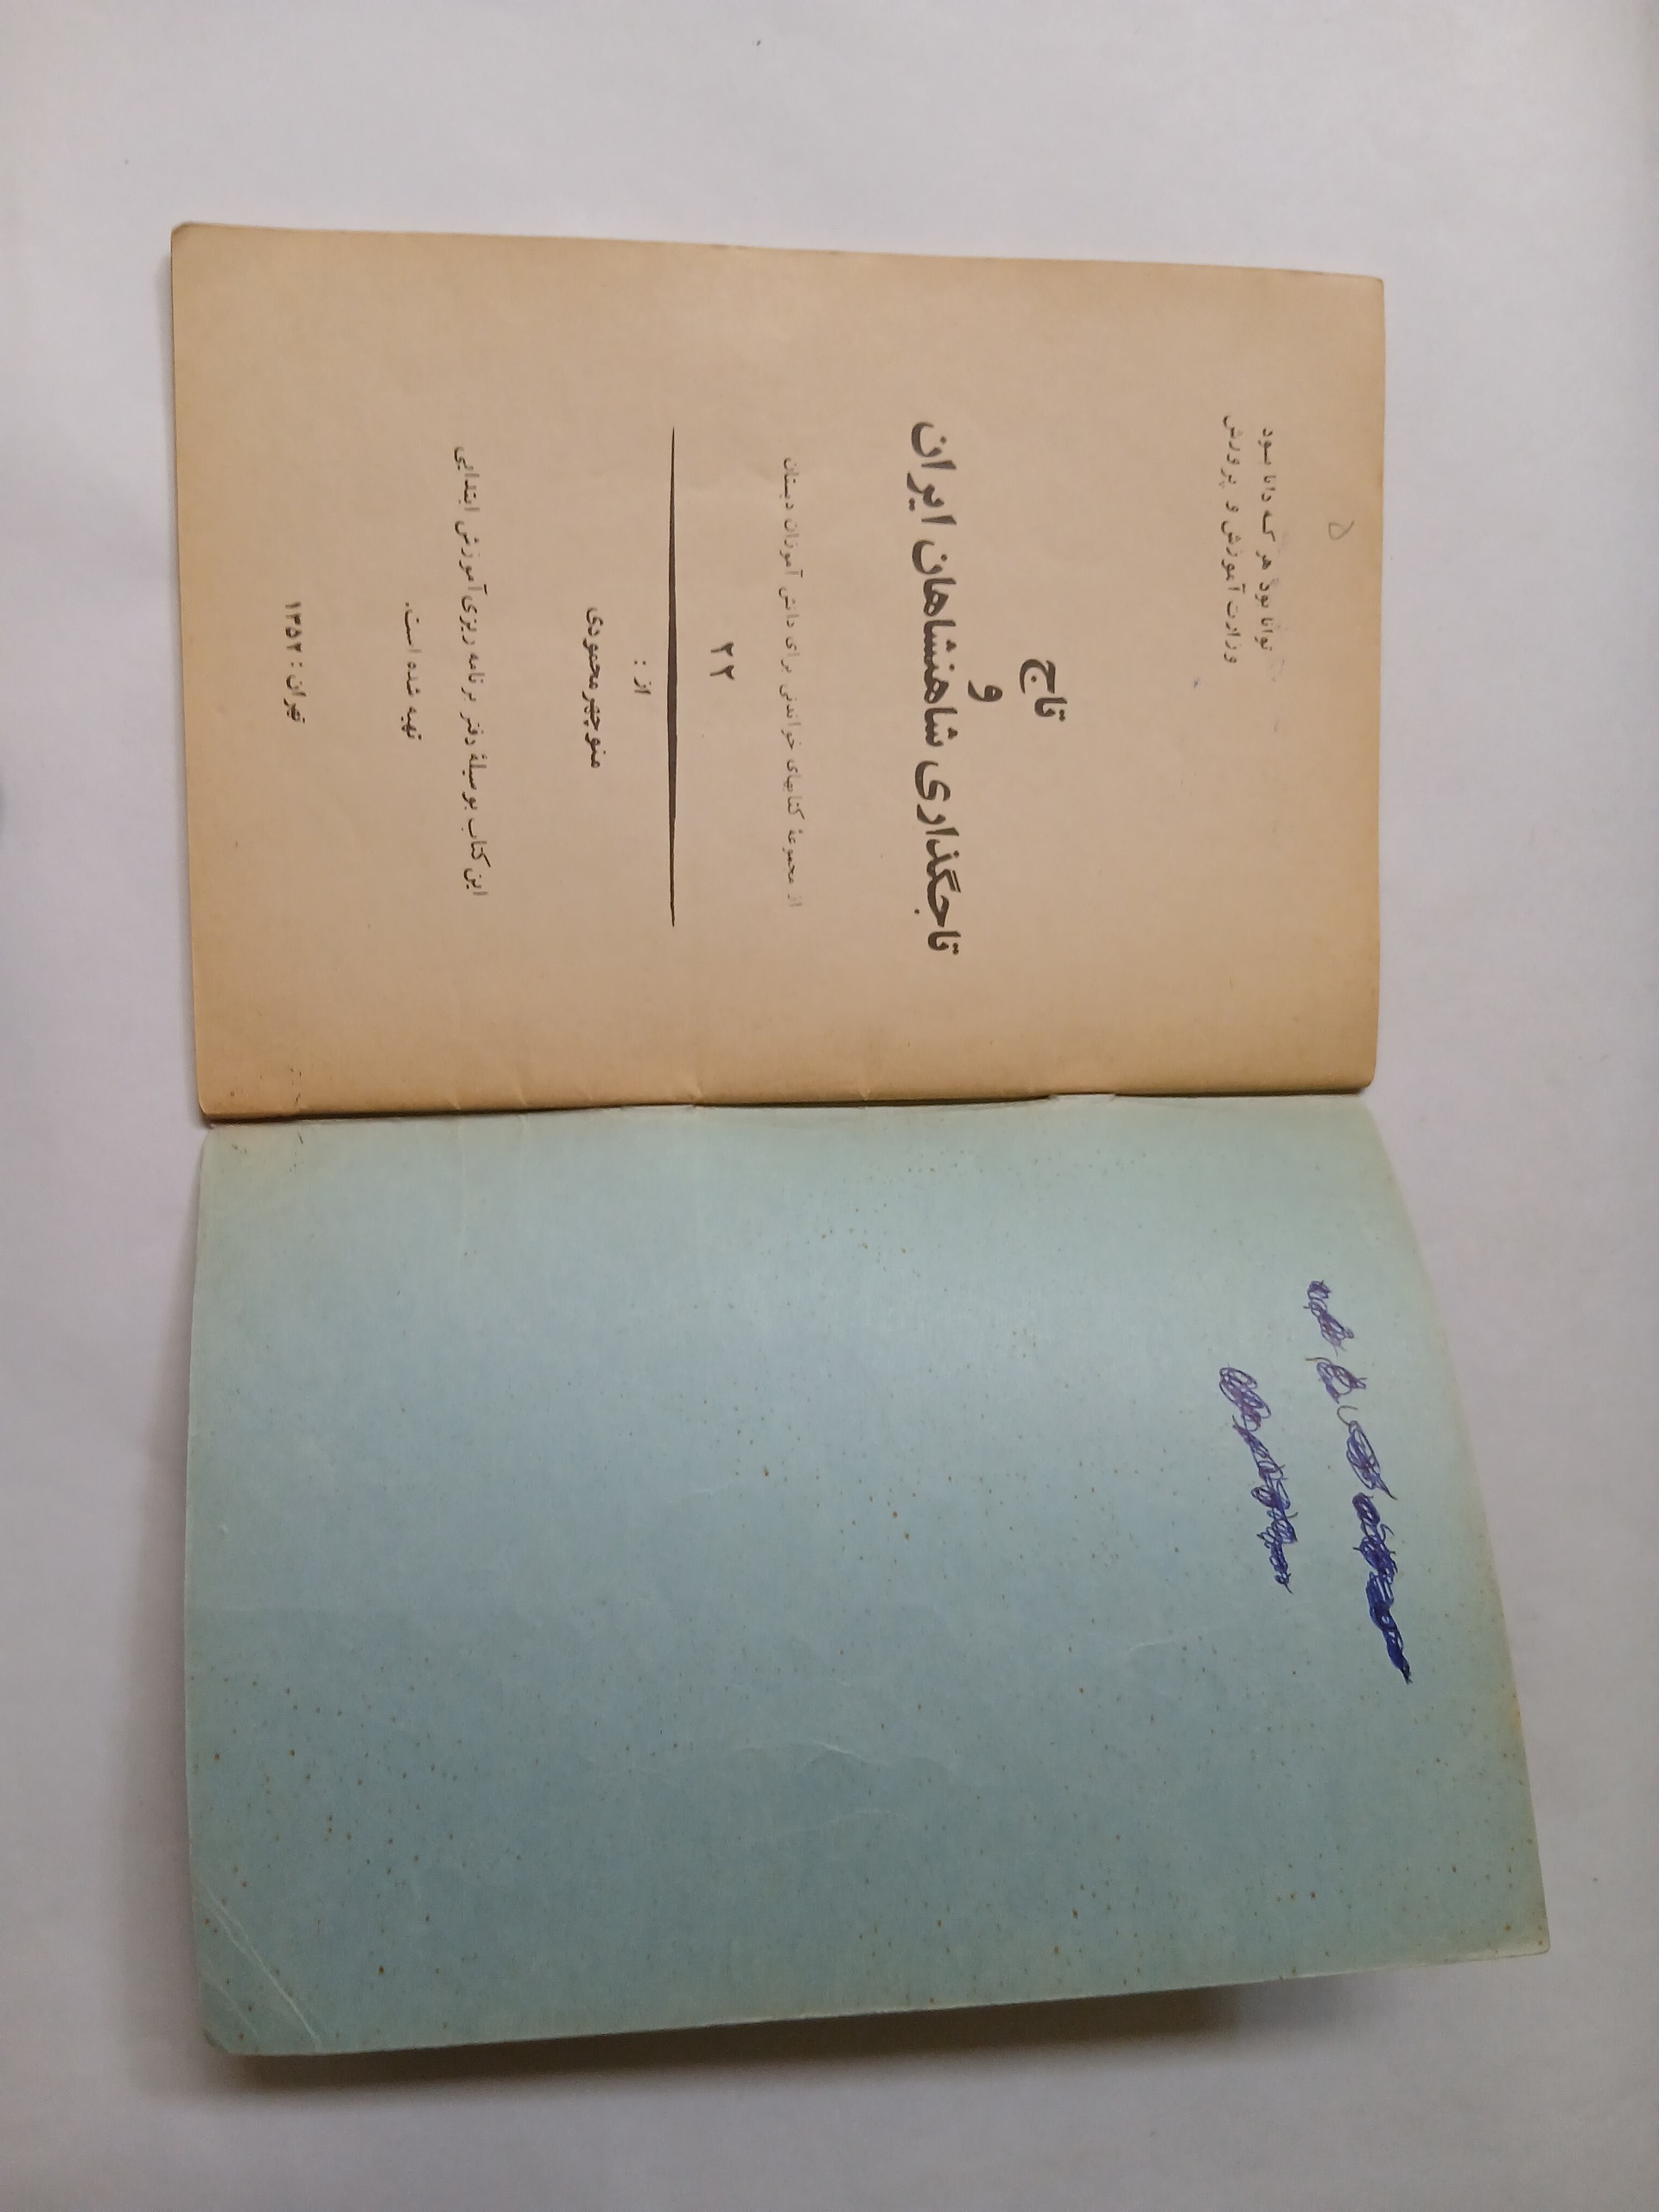 توانا بود هر که دانا بود
وزارت آموزش و پرورش
تاج
و
تاجگذاری شاهنشاهان ایران
از مجموعهٔ کتابهای خواندنی برای دانش آموزان دبستان
۲۲
از :
منوچهر محمودی
این کتاب بوسیلهٔ دفتر برنامه ریزی آموزش ابتدایی
تهیه شده است.
تهران : ۱۳۵۲